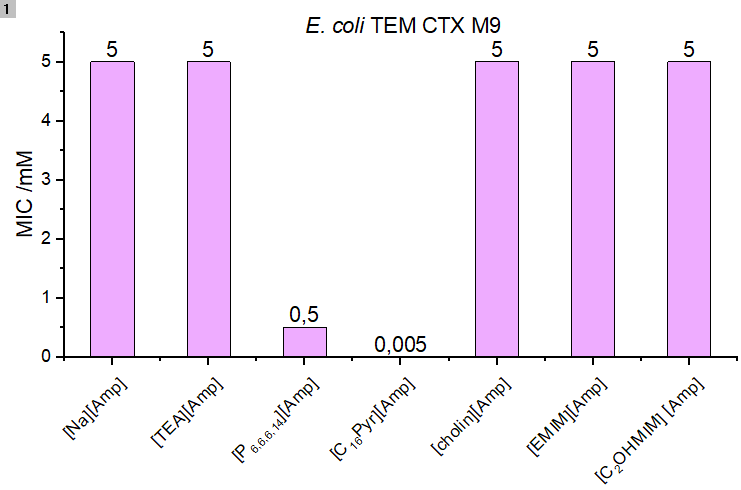 1
E. coli TEM CTX M9
MIC /mM
5
4
3
2
1
0
5
5
0,5
0,005
5
5
5
[Na][Amp]
[TEA][Amp]
[P 6,6,6,14][Amp]
[C16Pyr][Amp]
[cholin][Amp]
[EMIM][Amp]
[C2OHMIM] [Amp]